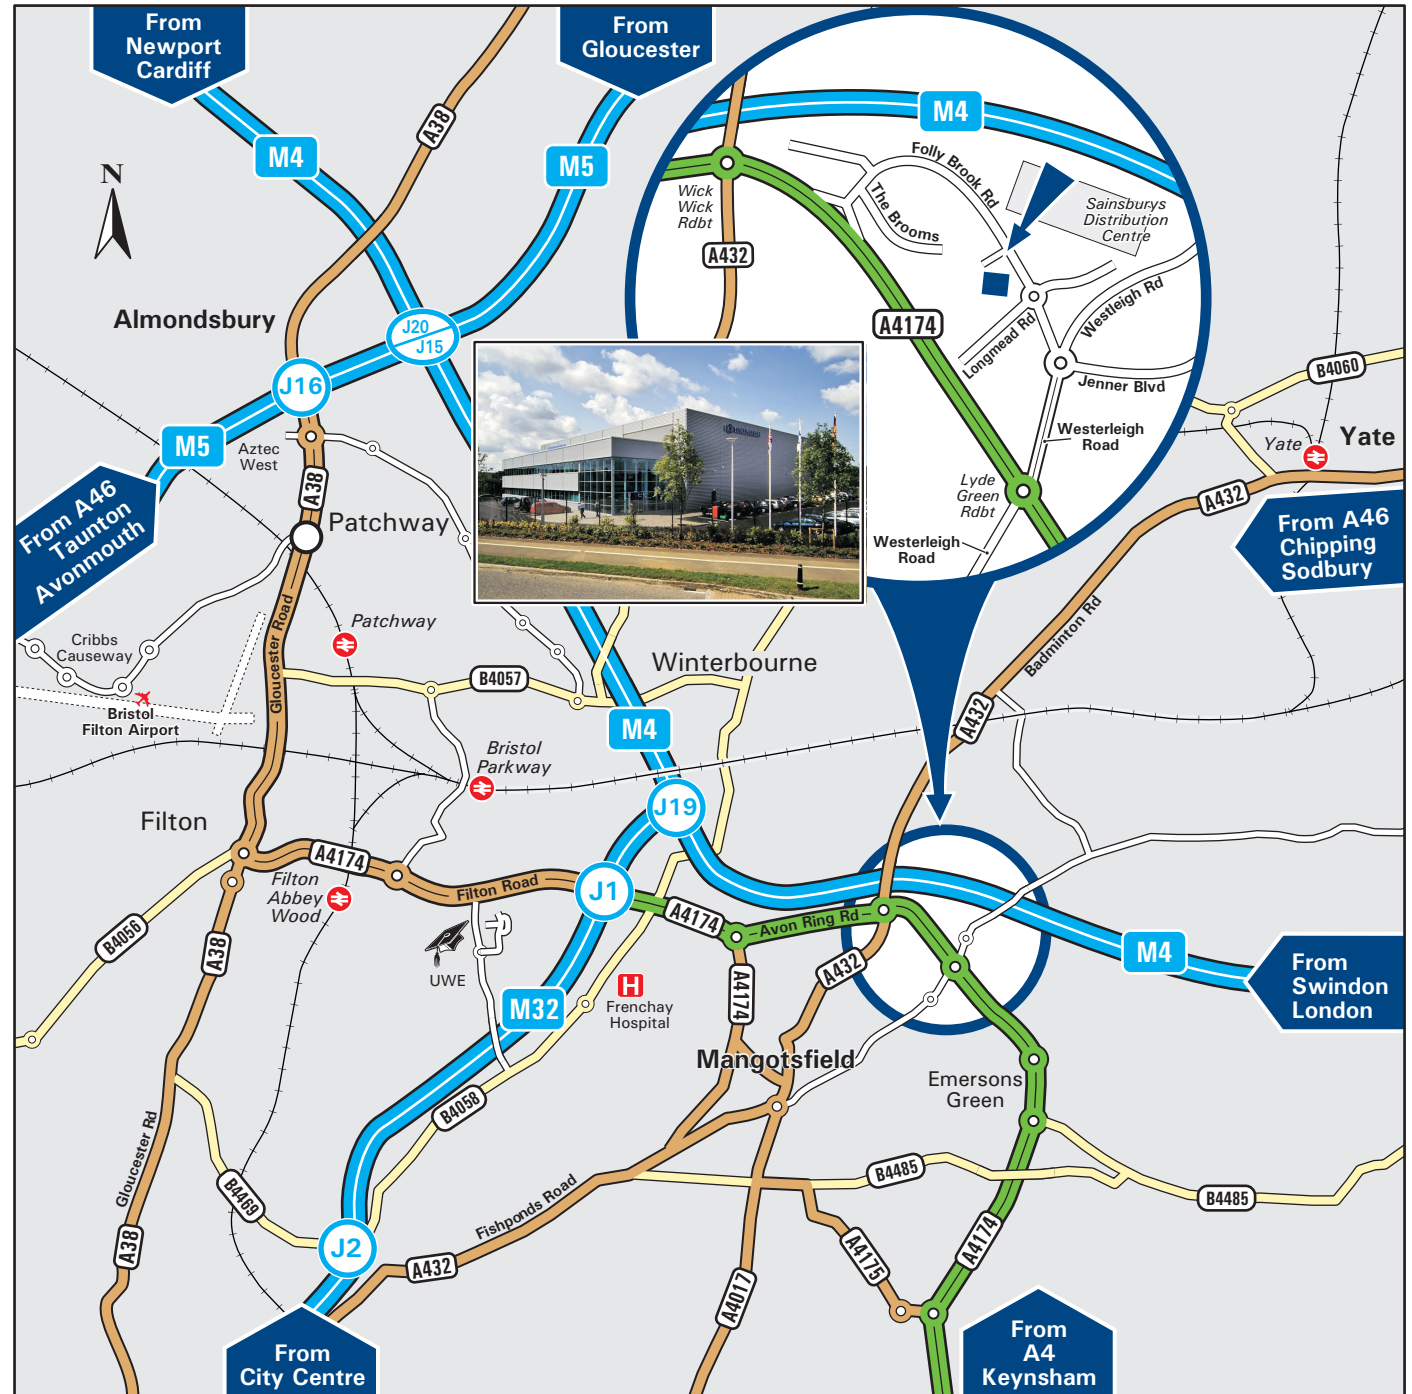 From
Newport
Cardiff
From
Gloucester
A38
M4
M5
N
Almondsbury
J20
J15
J16
M5
Aztec
West
A38
From A46
Taunton
Avonmouth
Patchway
Gloucester Road
Patchway
Cribbs
Causeway
Bristol
Filton Airport
B4057
Winterbourne
M4
Bristol
Parkway
J19
Filton
A4174
Filton Road
J1
Filton
Abbey
Wood
B4056
A38
UWE
M32
Frenchay
Hospital
H
A4174
Avon Ring Rd
A4174
A432
Mangotsfield
Emersons
Green
B4058
Gloucester Rd
B4469
J2
A38
A432
Fishponds Road
B4485
B4485
A4175
A4174
A4017
From
City Centre
From
A4
Keynsham
M4
From
Swindon
London
A432
Badminton Rd
A432
From A46
Chipping
Sodbury
B4060
Yate
Yate
M4
Folly Brook Rd
The Brooms
Wick
Wick
Rdbt
A432
Sainsburys
Distribution
Centre
A4174
Longmead Rd
Westleigh Rd
Jenner Blvd
Westerleigh
Road
Lyde
Green
Rdbt
Westerleigh
Road